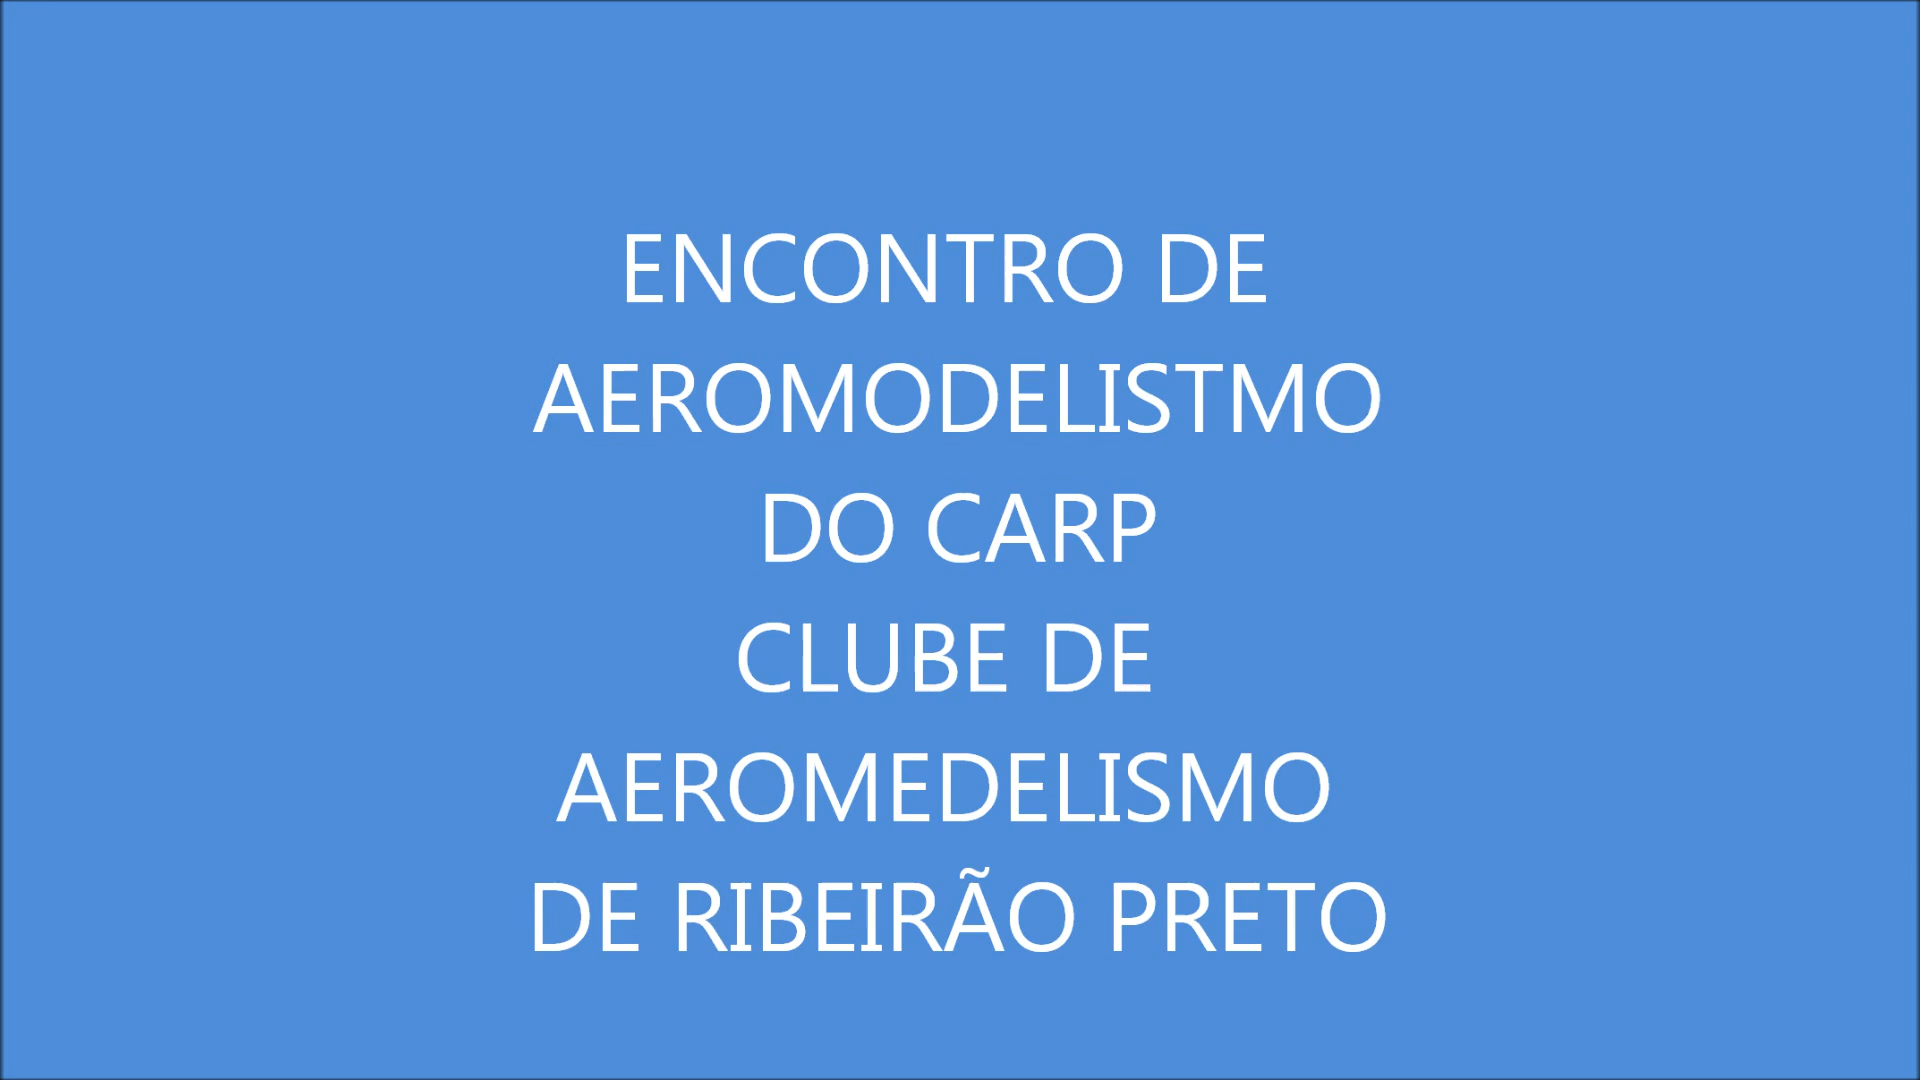 ENCONTRO DE
AEROMODELISTMO
DO CARP
CLUBE DE
AEROMEDELISMO
DE RIBEIRÃO PRETO